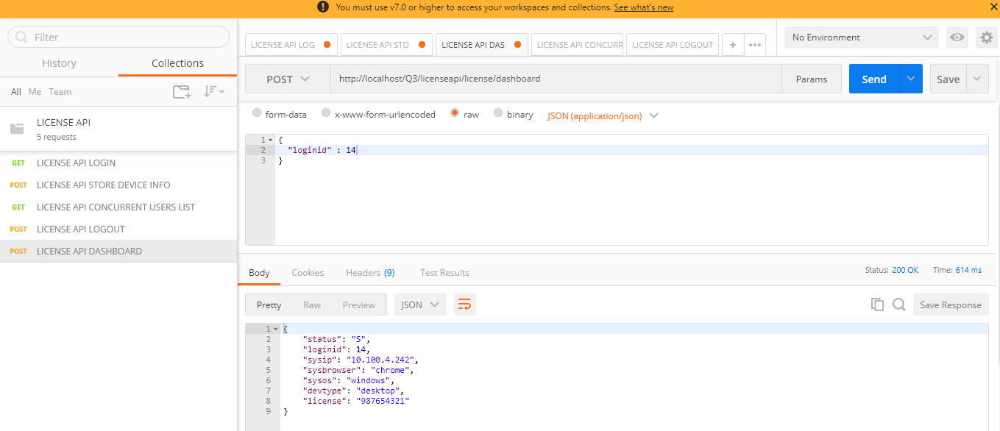 You must use v7.0 or higher to access your workspaces and collections. See what's new
Filter
History Collections
All Me Team
LICENSE API
5 requests
GET LICENSE API LOGIN
POST LICENSE API STORE DEVICE INFO
GET LICENSE API CONCURRENT USERS LIST
POST LICENSE API LOGOUT
POST LICENSE API DASHBOARD
LICENSE API LOG LICENSE API STO LICENSE API DAS LICENSE API CONCURR LICENSE API LOGOUT
No Environment
POST http://localhost/Q3/licenseapi/license/dashboard Params Send Save
form-data x-www-form-urlencoded raw binary JSON (application/json)
1 {
2 "loginid" : 14
3 }
Body Cookies Headers (9) Test Results Status: 200 OK Time: 614 ms
Pretty Raw Preview JSON Save Response
1 {
2 "status": "S",
3 "loginid": 14,
4 "sysip": "10.100.4.242",
5 "sysbrowser": "chrome",
6 "sysos": "windows",
7 "devtype": "desktop",
8 "license": "987654321"
9 }